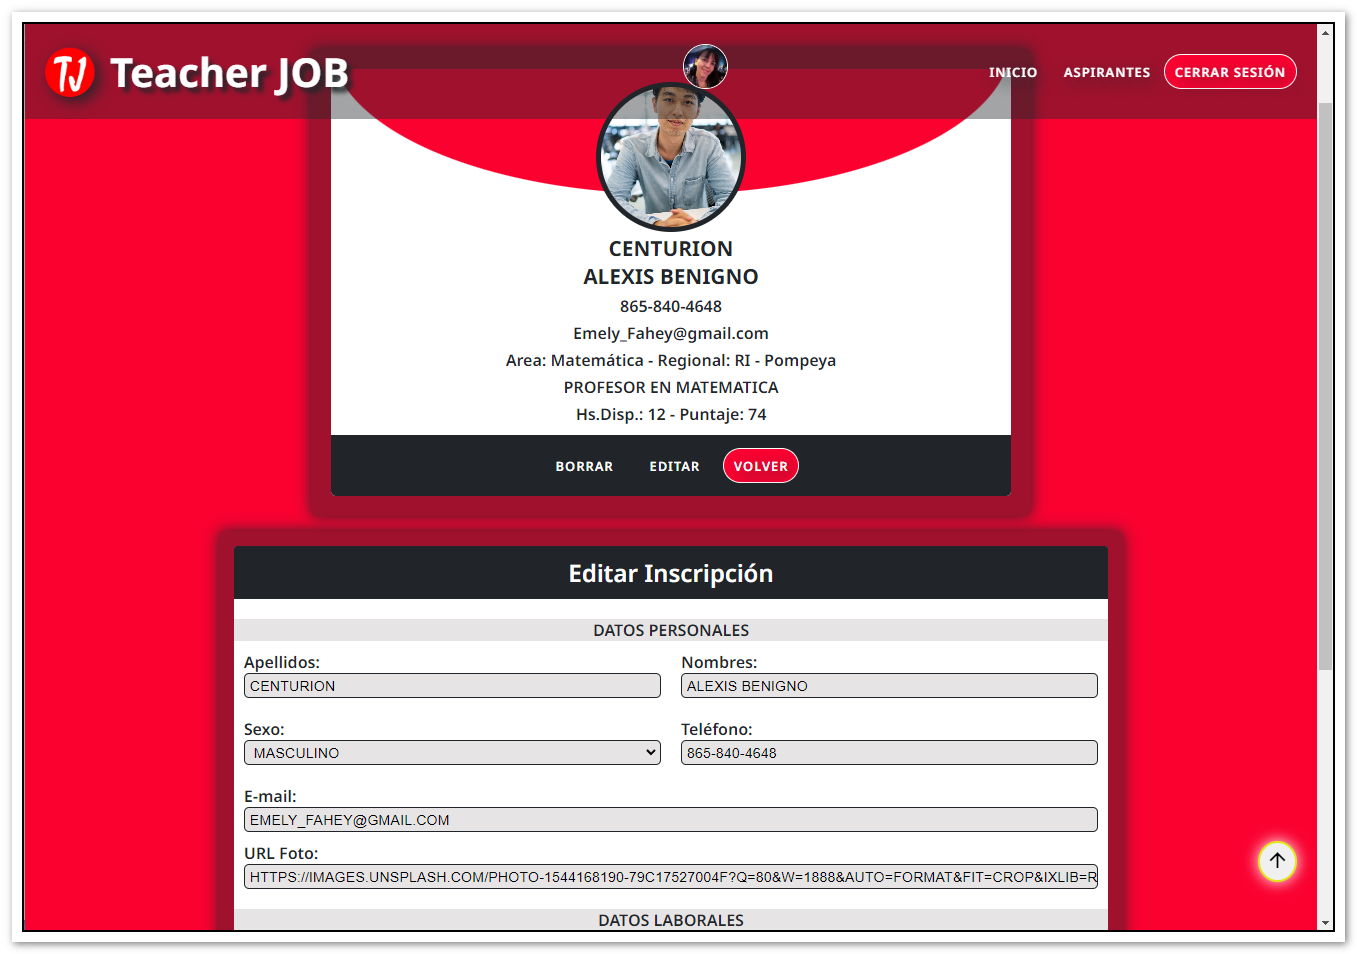 TJ Teacher JOB
INICIO ASPIRANTES CERRAR SESIÓN
CENTURION
ALEXIS BENIGNO
865-840-4648
Emely_Fahey@gmail.com
Area: Matemática - Regional: RI - Pompeya
PROFESOR EN MATEMATICA
Hs.Disp.: 12 - Puntaje: 74
BORRAR EDITAR VOLVER
Editar Inscripción
DATOS PERSONALES
Apellidos: Nombres:
CENTURION ALEXIS BENIGNO
Sexo: Teléfono:
MASCULINO 865-840-4648
E-mail:
EMELY_FAHEY@GMAIL.COM
URL Foto:
HTTPS://IMAGES.UNSPLASH.COM/PHOTO-1544168190-79C17527004F?Q=80&W=1888&AUTO=FORMAT&FIT=CROP&IXLIB=R
DATOS LABORALES